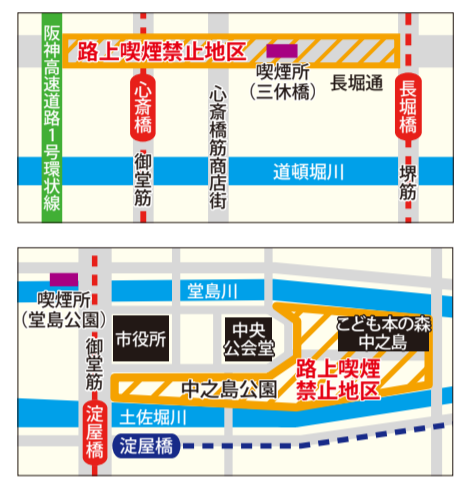 阪神高速道路1号環状線
路上喫煙禁止地区
喫煙所
(三休橋)
長堀通
心斎橋
心斎橋筋商店街
長堀橋
御堂筋
道頓堀川
堺筋
喫煙所
(堂島公園)
堂島川
市役所
中央
公会堂
こども本の森
中之島
御堂筋
路上喫煙
禁止地区
中之島公園
淀屋橋
土佐堀川
淀屋橋